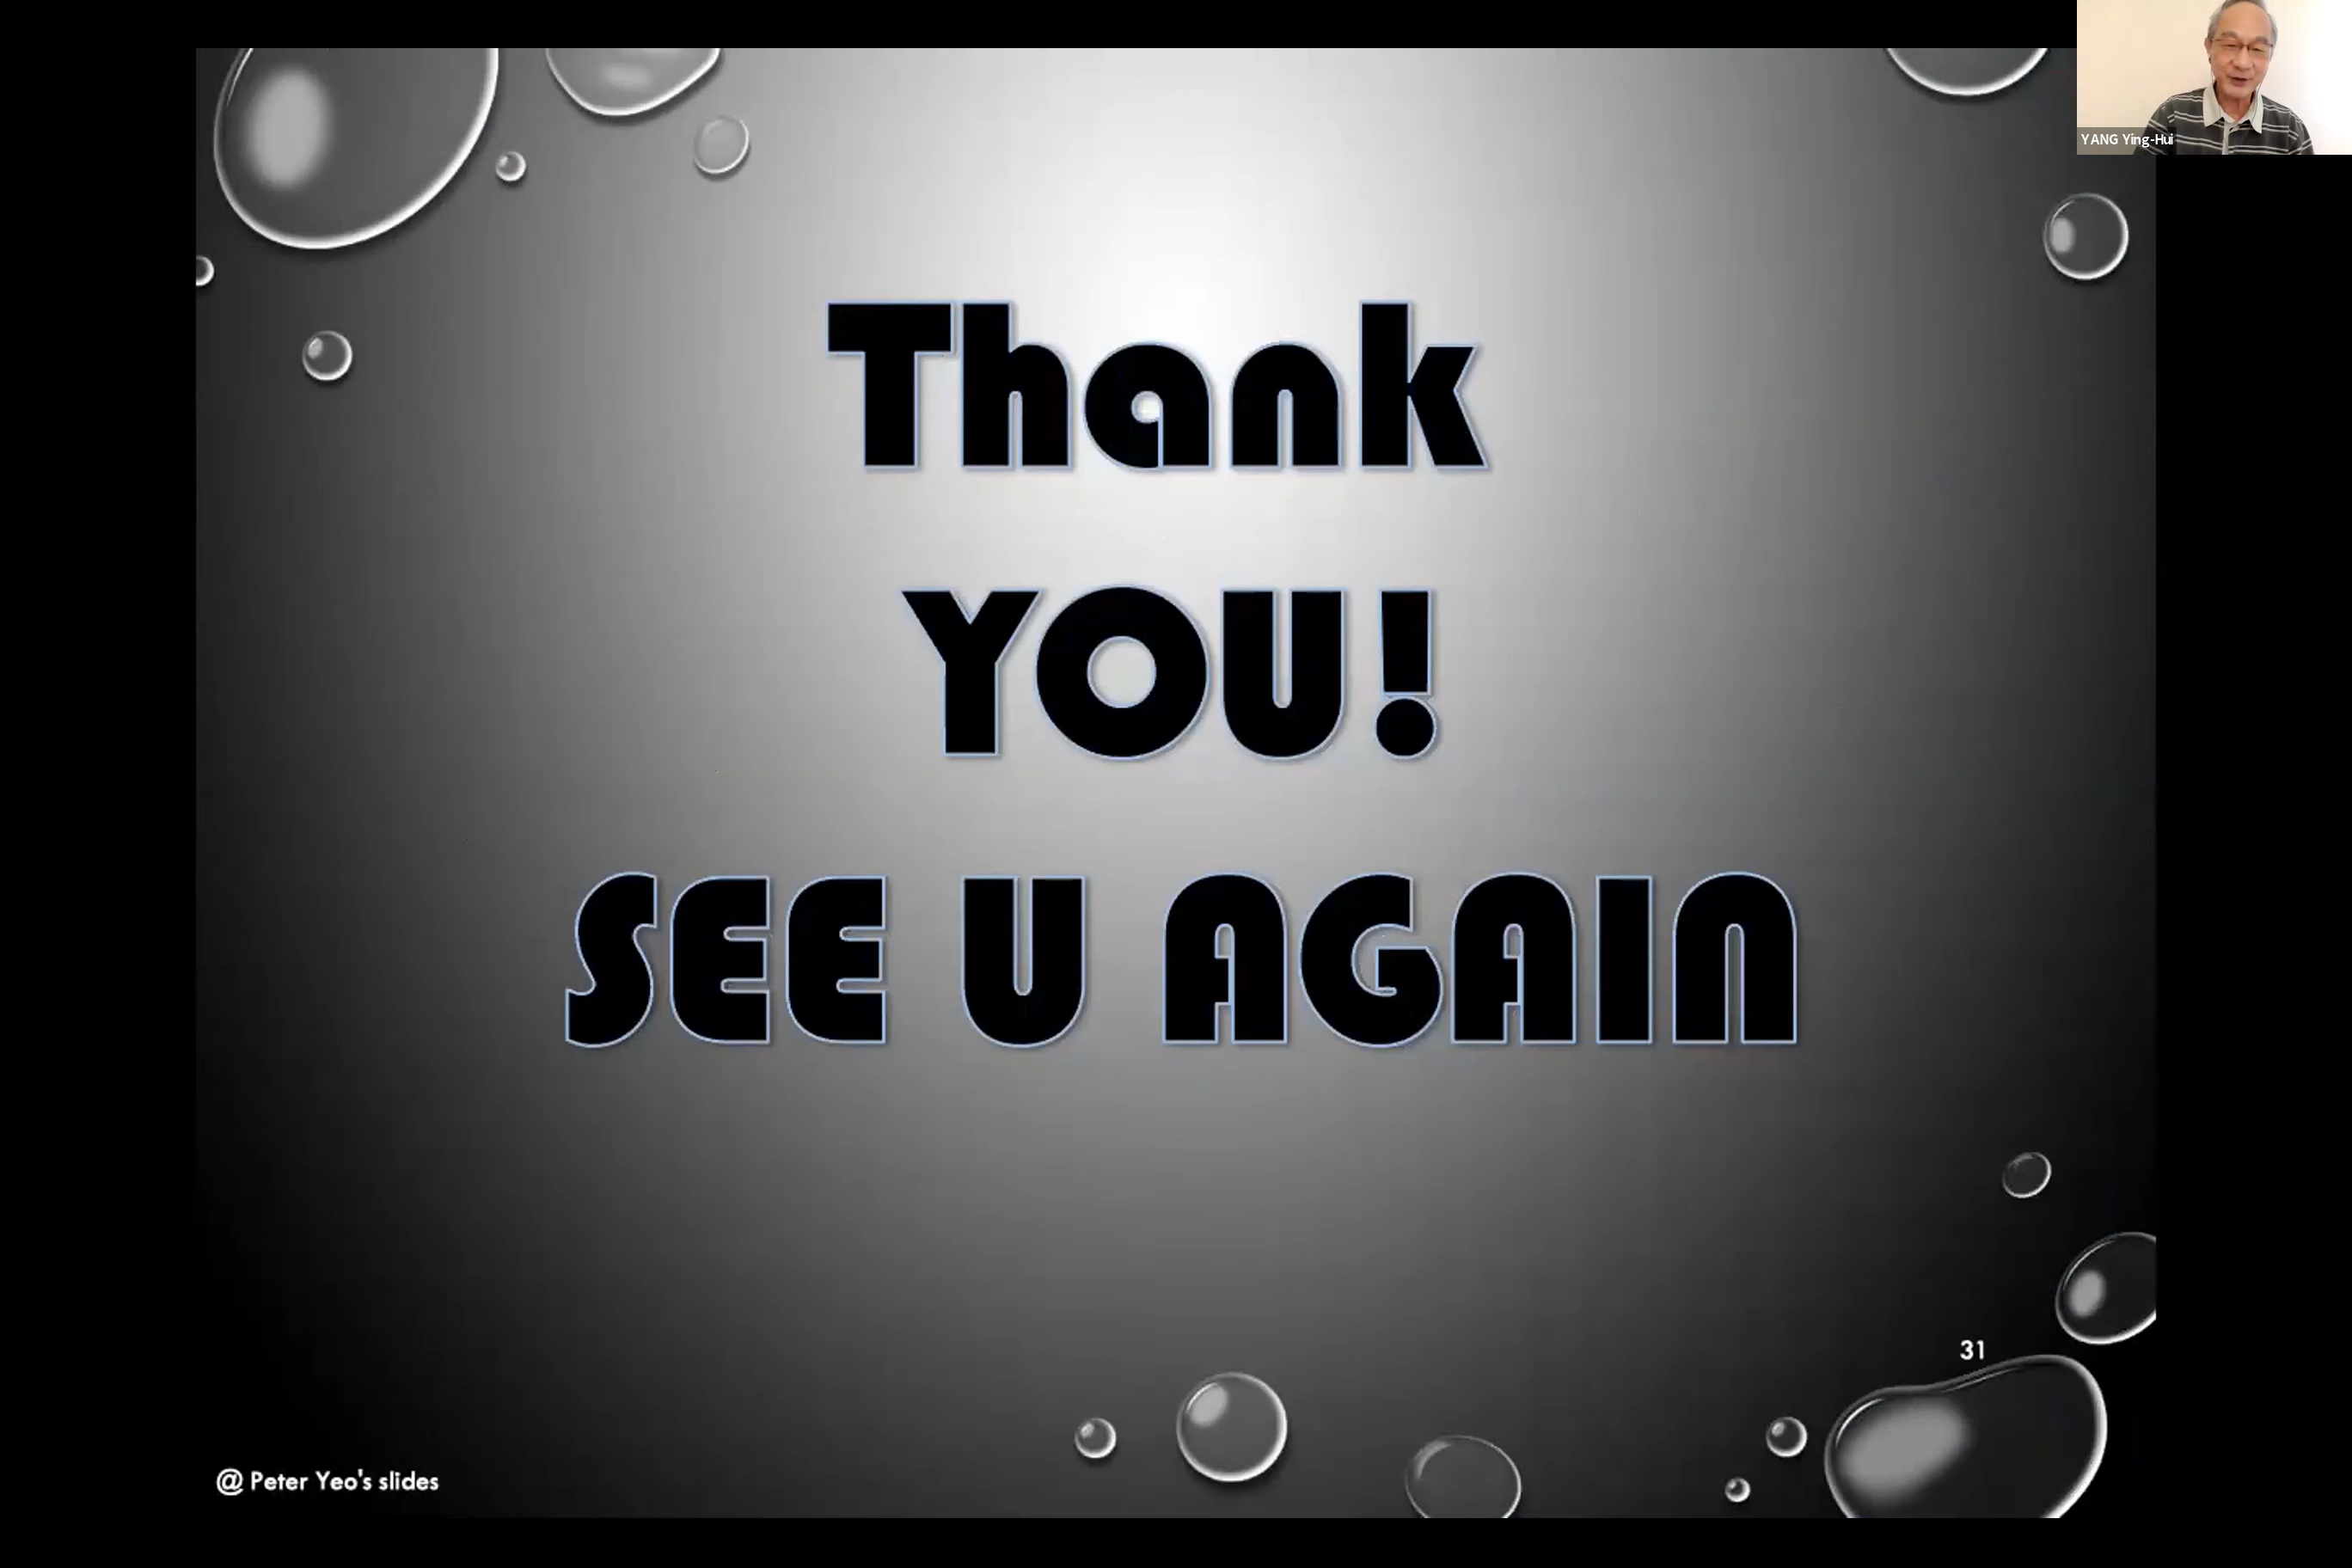 YANG Ying-Hui
Thank
YOU!
SEE U AGAIN
31
@ Peter Yeo's slides